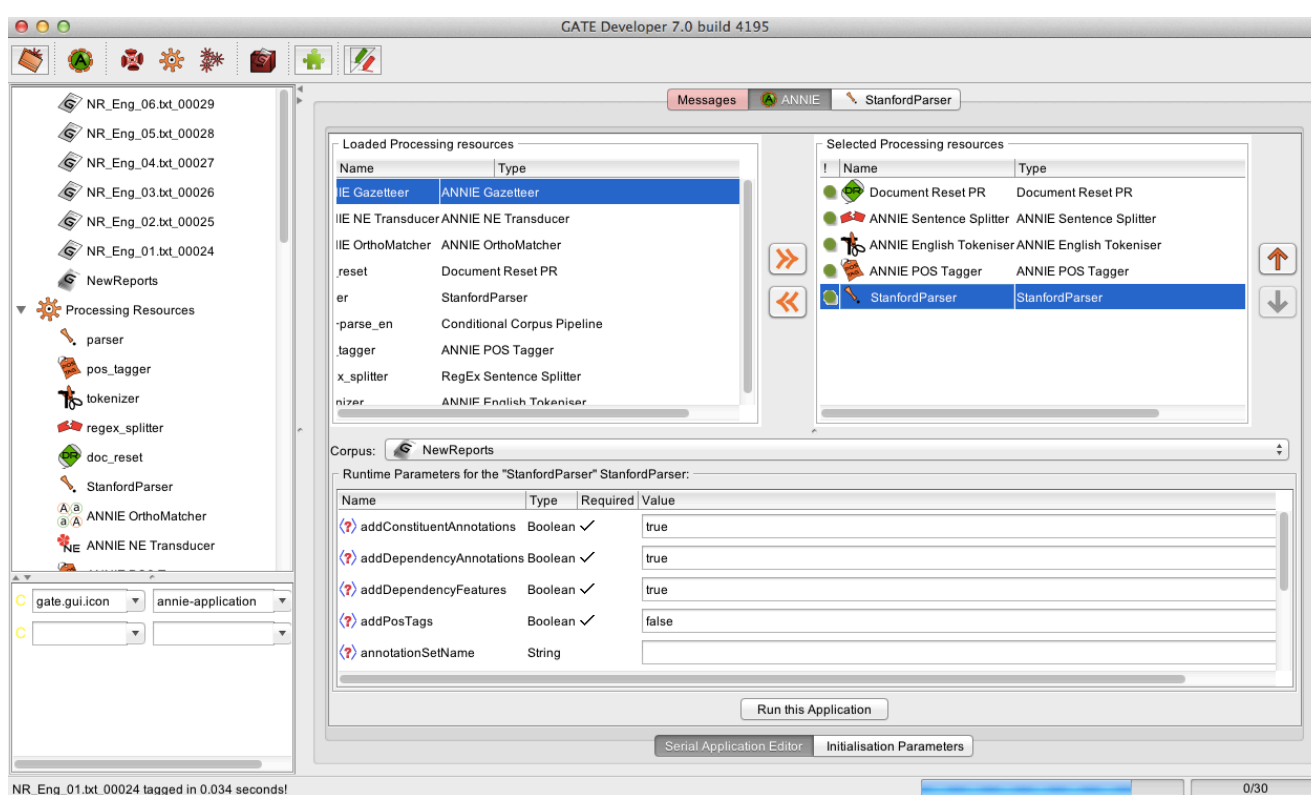 GATE Developer 7.0 build 4195
NR_Eng_06.txt_00029
NR_Eng_05.txt_00028
NR_Eng_04.txt_00027
NR_Eng_03.txt_00026
NR_Eng_02.txt_00025
NR_Eng_01.txt_00024
NewReports
Processing Resources
parser
pos_tagger
tokenizer
regex_splitter
doc_reset
StanfordParser
ANNIE OrthoMatcher
ANNIE NE Transducer
C gate.gui.icon annie-application
C
Messages ANNIE StanfordParser
Loaded Processing resources
Name Type
IE Gazetteer ANNIE Gazetteer
IIE NE Transducer ANNIE NE Transducer
IIE OrthoMatcher ANNIE OrthoMatcher
_reset Document Reset PR
er StanfordParser
-parse_en Conditional Corpus Pipeline
_tagger ANNIE POS Tagger
x_splitter RegEx Sentence Splitter
nizer ANNIE English Tokeniser
Selected Processing resources
! Name Type
Document Reset PR Document Reset PR
ANNIE Sentence Splitter ANNIE Sentence Splitter
ANNIE English Tokeniser ANNIE English Tokeniser
ANNIE POS Tagger ANNIE POS Tagger
StanfordParser StanfordParser
Corpus: NewReports
Runtime Parameters for the "StanfordParser" StanfordParser:
Name Type Required Value
addConstituentAnnotations Boolean ✓ true
addDependencyAnnotations Boolean ✓ true
addDependencyFeatures Boolean ✓ true
addPosTags Boolean ✓ false
annotationSetName String
Run this Application
Serial Application Editor Initialisation Parameters
NR_Eng_01.txt_00024 tagged in 0.034 seconds!
0/30